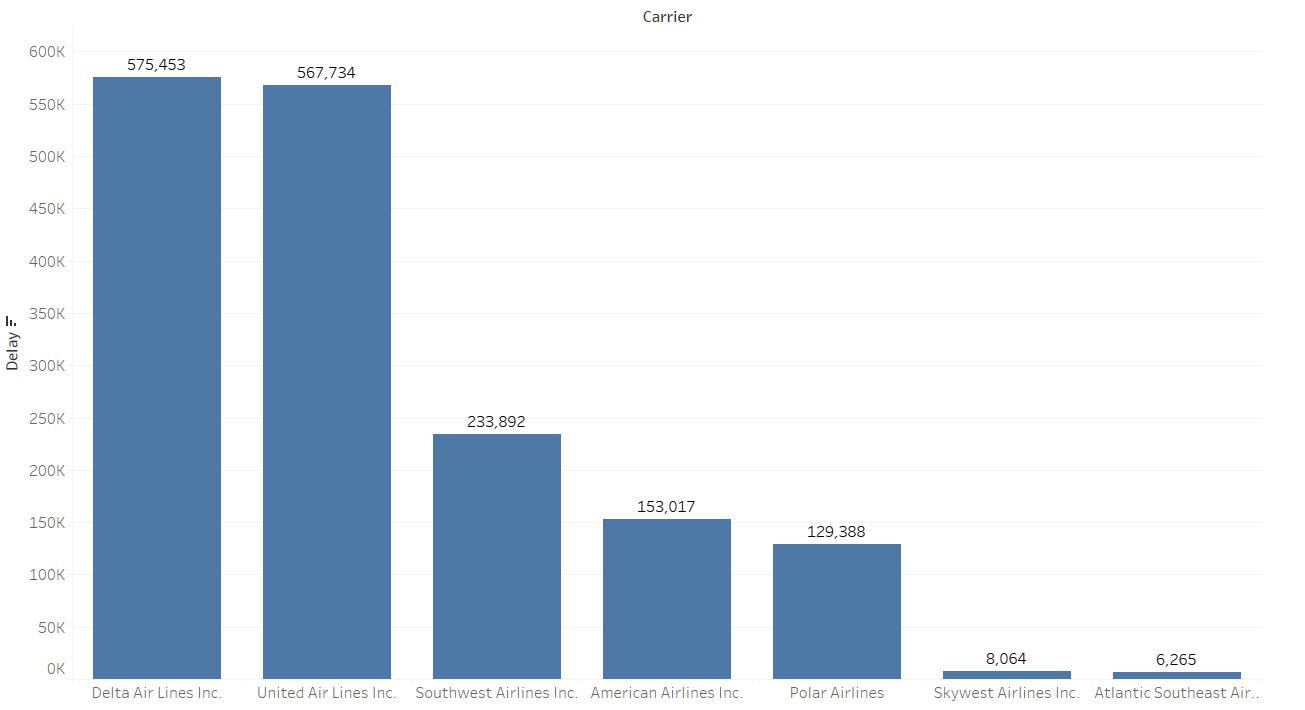 Carrier
600K
550K
500K
450K
400K
350K
300K
250K
200K
150K
100K
50K
0K
Delay
575,453
567,734
233,892
153,017
129,388
8,064
6,265
Delta Air Lines Inc.
United Air Lines Inc.
Southwest Airlines Inc.
American Airlines Inc.
Polar Airlines
Skywest Airlines Inc.
Atlantic Southeast Air..